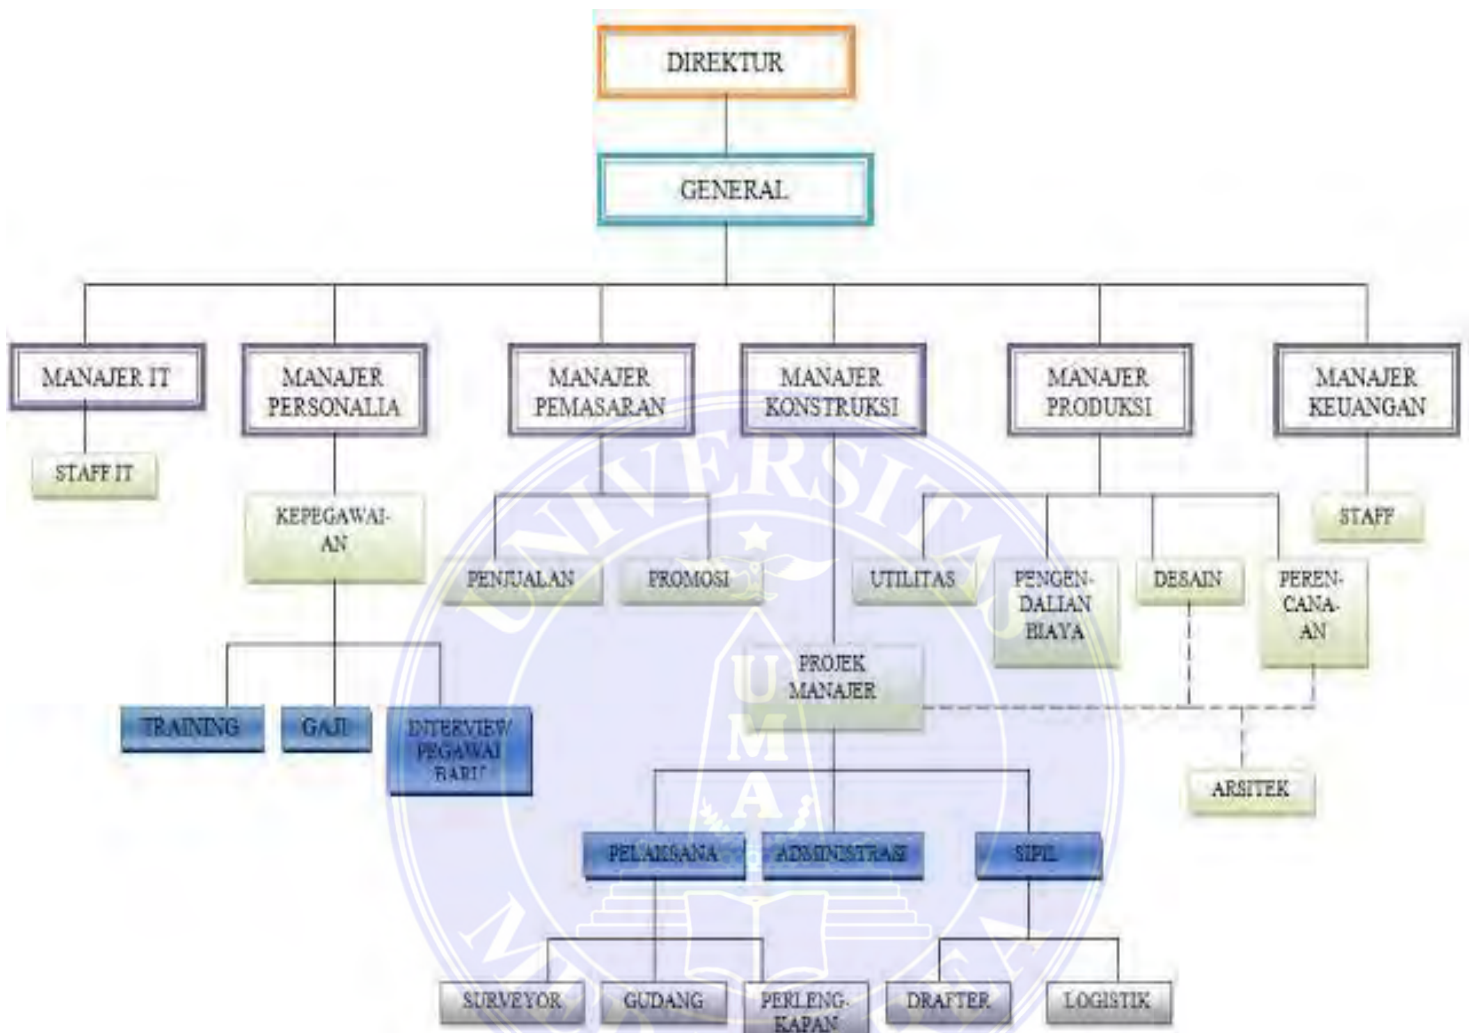 DIREKTUR
GENERAL
MANAJER IT
MANAJER
PERSONALIA
MANAJER
PEMASARAN
MANAJER
KONSTRUKSI
MANAJER
PRODUKSI
MANAJER
KEUANGAN
STAFF IT
KEPEGAWAI-
AN
PENJUALAN
PROMOSI
UTILITAS
PENGEN-
DALIAN
BIAYA
DESAIN
PEREN-
CANA-
AN
STAFF
PROJEK
MANAJER
TRAINING
GAJI
INTERVIEW
PEGAWAI
BARU
ARSITEK
PELAKSANA
ADMINISTRASI
SIPIL
SURVEYOR
GUDANG
PERLENG-
KAPAN
DRAFTER
LOGISTIK
UNIVERSITAS
U
M
A